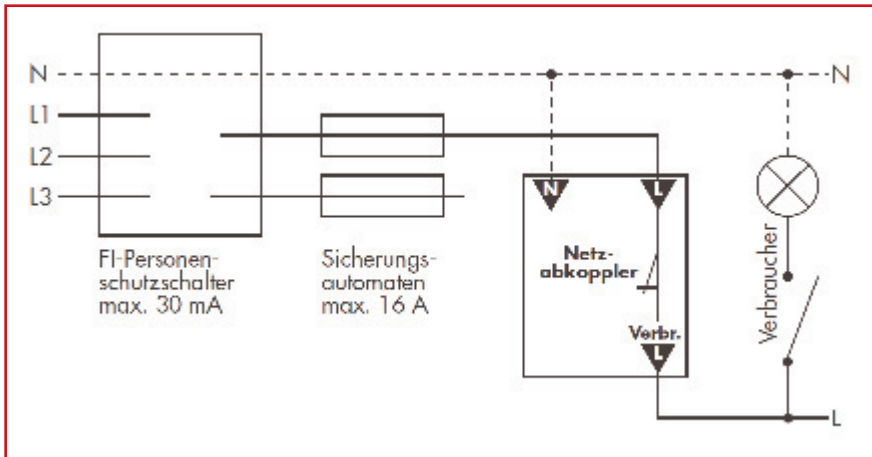 N
N
L1
L2
L3
N
L
FI-Personen-
schutzschalter
max. 30 mA
Sicherungs-
automaten
max. 16 A
Netz-
abkoppler
Verbr.
L
Verbraucher
L